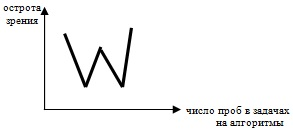 острота
зрения
число проб в задачах
на алгоритмы